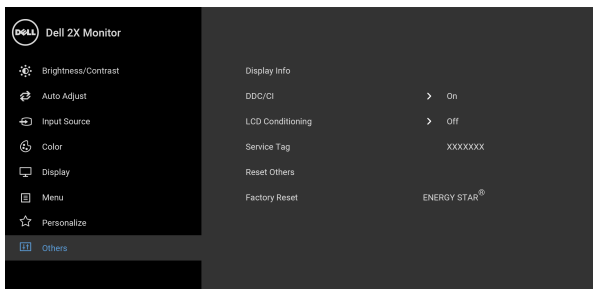 DELL Dell 2X Monitor
Brightness/Contrast
Auto Adjust
Input Source
Color
Display
Menu
Personalize
Others
Display Info
DDC/CI > On
LCD Conditioning > Off
Service Tag XXXXXXX
Reset Others
Factory Reset ENERGY STAR®